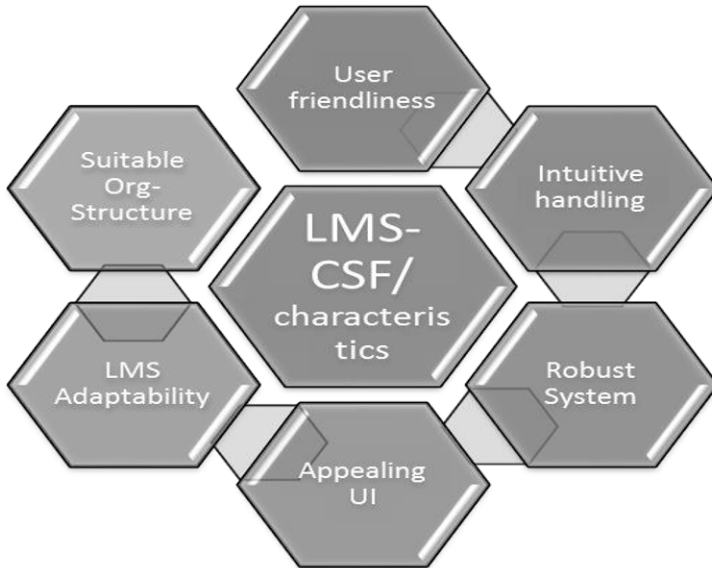 User
friendliness
Suitable
Org-
Structure
Intuitive
handling
LMS-
CSF/
characteris
tics
LMS
Adaptability
Robust
System
Appealing
UI